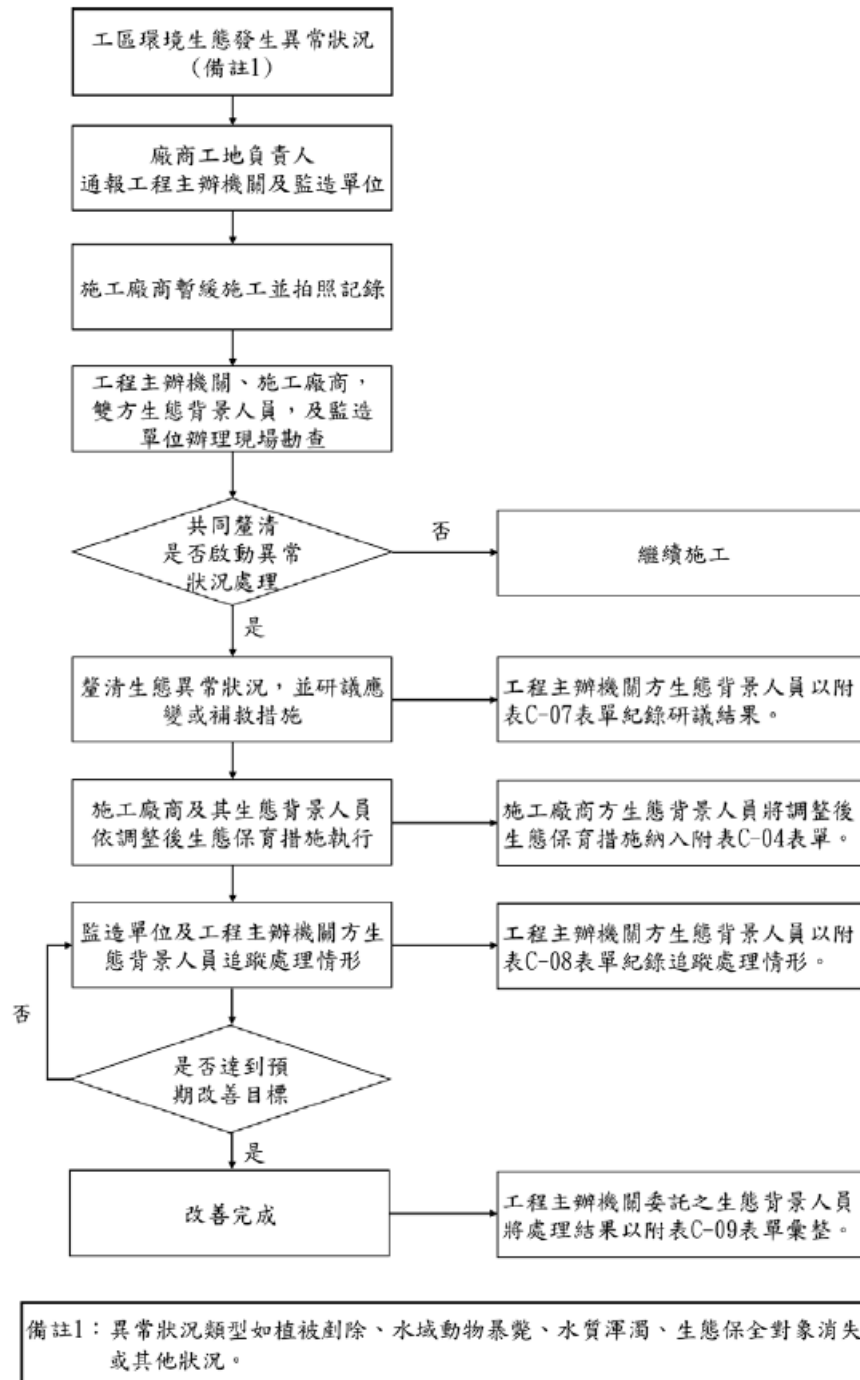 工區環境生態發生異常狀況
(備註1)
廠商工地負責人
通報工程主辦機關及監造單位
施工廠商暫緩施工並拍照記錄
工程主辦機關、施工廠商，
雙方生態背景人員，及監造
單位辦理現場勘查
共同釐清
是否啟動異常
狀況處理
否
繼續施工
是
釐清生態異常狀況，並研議應
變或補救措施
工程主辦機關方生態背景人員以附
表C-07表單紀錄研議結果。
施工廠商及其生態背景人員
依調整後生態保育措施執行
施工廠商方生態背景人員將調整後
生態保育措施納入附表C-04表單。
監造單位及工程主辦機關方生
態背景人員追蹤處理情形
工程主辦機關方生態背景人員以附
表C-08表單紀錄追蹤處理情形。
否
是否達到預
期改善目標
是
改善完成
工程主辦機關委託之生態背景人員
將處理結果以附表C-09表單彙整。
備註1：異常狀況類型如植被剷除、水域動物暴斃、水質渾濁、生態保全對象消失
或其他狀況。